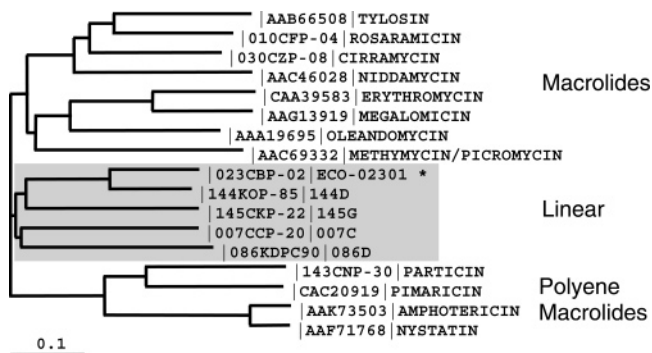 |AAB66508|TYLOSIN
|010CFP-04|ROSARAMICIN
|030CZP-08|CIRRAMYCIN
|AAC46028|NIDDAMYCIN
|CAA39583|ERYTHROMYCIN
|AAG13919|MEGALOMICIN
|AAA19695|OLEANDOMYCIN
|AAC69332|METHYMYCIN/PICROMYCIN
Macrolides
|023CBP-02|ECO-02301 *
|144KOP-85|144D
|145CKP-22|145G
|007CCP-20|007C
|086KDPC90|086D
Linear
|143CNP-30|PARTICIN
|CAC20919|PIMARICIN
|AAK73503|AMPHOTERICIN
|AAF71768|NYSTATIN
Polyene
Macrolides
0.1